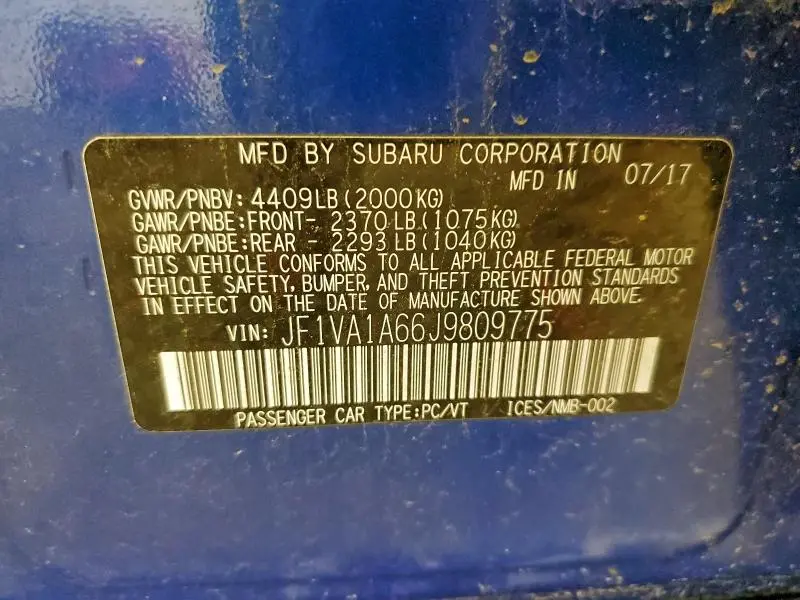 MFD BY SUBARU CORPORATION
MFD IN 07/17
GVWR/PNBV: 4409LB(2000KG)
GAWR/PNBE:FRONT- 2370LB(1075KG)
GAWR/PNBE:REAR - 2293LB(1040KG)
THIS VEHICLE CONFORMS TO ALL APPLICABLE FEDERAL MOTOR
VEHICLE SAFETY, BUMPER, AND THEFT PREVENTION STANDARDS
IN EFFECT ON THE DATE OF MANUFACTURE SHOWN ABOVE.
VIN: JF1VA1A66J9809775
PASSENGER CAR TYPE:PC/VT ICES/NMB-002